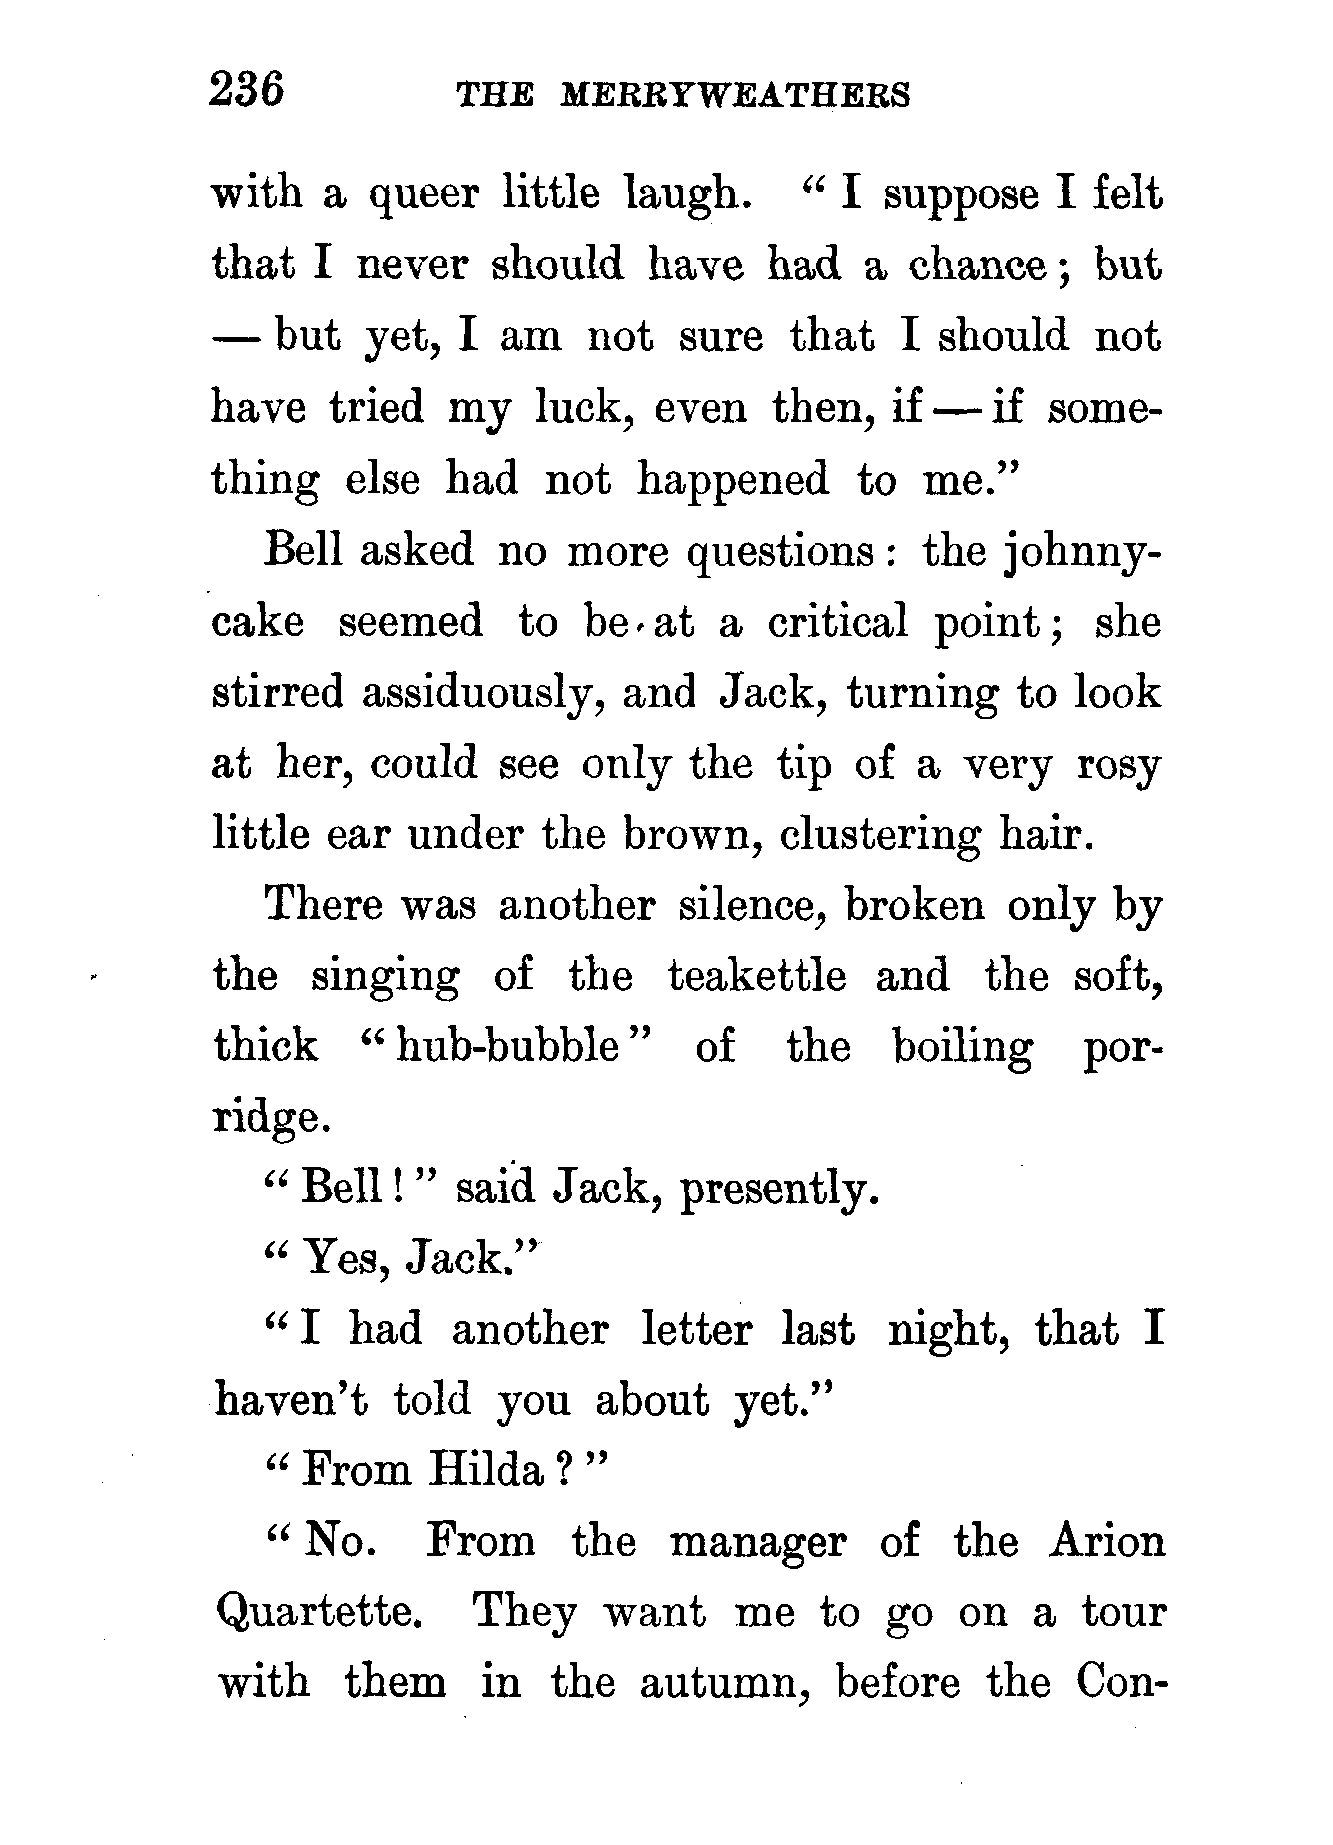 236 THE MERRYWEATHERS
with a queer little laugh. “ I suppose I felt
that I never should have had a chance ; but
— but yet, I am not sure that I should not
have tried my luck, even then, if — if some-
thing else had not happened to me.”
Bell asked no more questions : the johnny-
cake seemed to be at a critical point ; she
stirred assiduously, and Jack, turning to look
at her, could see only the tip of a very rosy
little ear under the brown, clustering hair.
There was another silence, broken only by
the singing of the teakettle and the soft,
thick “ hub-bubble ” of the boiling por-
ridge.
“ Bell ! ” said Jack, presently.
“ Yes, Jack.”
“ I had another letter last night, that I
haven’t told you about yet.”
“ From Hilda ? ”
“ No. From the manager of the Arion
Quartette. They want me to go on a tour
with them in the autumn, before the Con-